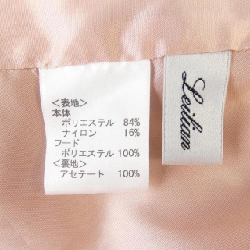 <表地>
本体
ポリエステル 84%
ナイロン 16%
フード
ポリエステル 100%
<裏地>
アセテート 100%
Leilian